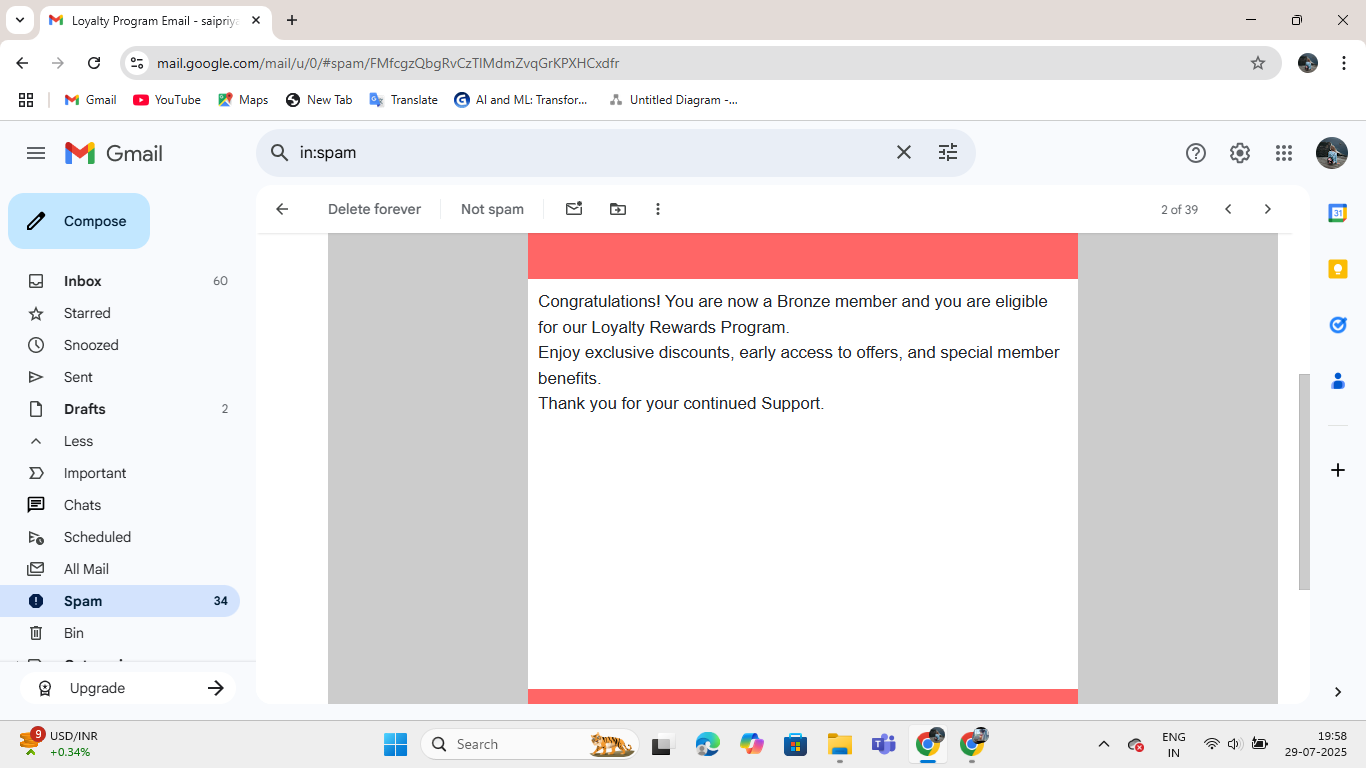 Loyalty Program Email - saipriya
mail.google.com/mail/u/0/#spam/FMfcgzQbgRvCzTlMdmZvqGrKPXHCxdfr
Gmail
YouTube
Maps
New Tab
Translate
AI and ML: Transfor...
Untitled Diagram -...
Gmail
in:spam
Compose
Delete forever
Not spam
2 of 39
31
Inbox 60
Starred
Snoozed
Sent
Drafts 2
Less
Important
Chats
Scheduled
All Mail
Spam 34
Bin
Upgrade
Congratulations! You are now a Bronze member and you are eligible
for our Loyalty Rewards Program.
Enjoy exclusive discounts, early access to offers, and special member
benefits.
Thank you for your continued Support.
9
USD/INR
+0.34%
Search
ENG
IN
19:58
29-07-2025